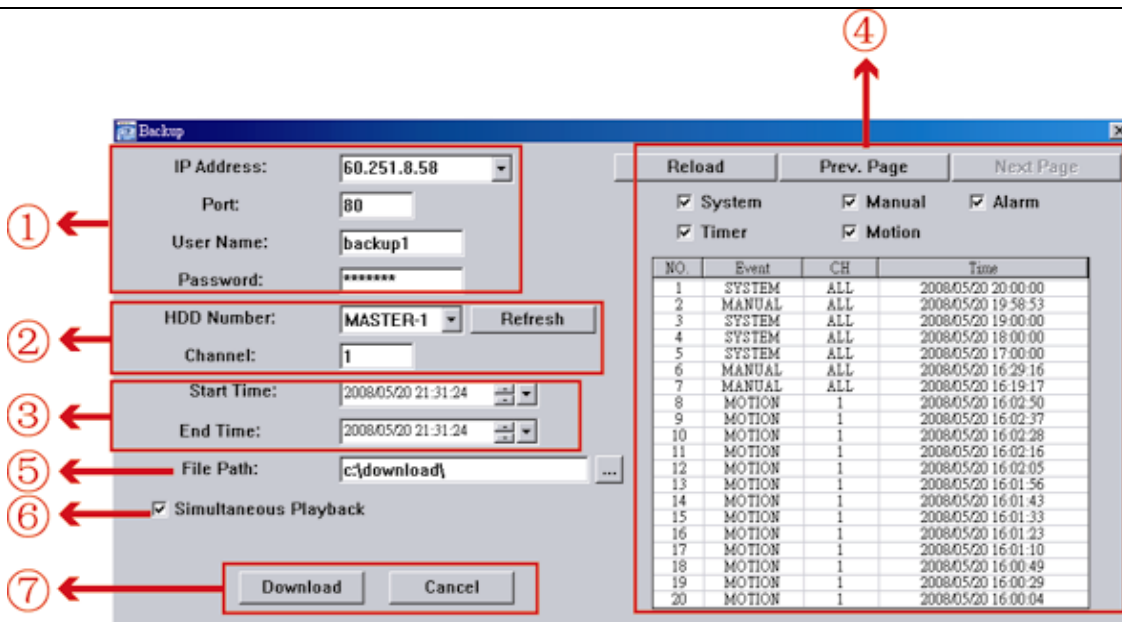 ④
Backup
① IP Address: 60.251.8.58
Port: 80
User Name: backup1
Password: *******
② HDD Number: MASTER-1 Refresh
Channel: 1
③ Start Time: 2008/05/20 21:31:24
End Time: 2008/05/20 21:31:24
⑤ File Path: c:\download\ ...
⑥ Simultaneous Playback
⑦ Download Cancel
Reload Prev. Page Next Page
System Manual Alarm
Timer Motion
NO. Event CH Time
1 SYSTEM ALL 2008/05/20 20:00:00
2 MANUAL ALL 2008/05/20 19:58:53
3 SYSTEM ALL 2008/05/20 19:00:00
4 SYSTEM ALL 2008/05/20 18:00:00
5 SYSTEM ALL 2008/05/20 17:00:00
6 MANUAL ALL 2008/05/20 16:29:16
7 MANUAL ALL 2008/05/20 16:19:17
8 MOTION 1 2008/05/20 16:02:50
9 MOTION 1 2008/05/20 16:02:37
10 MOTION 1 2008/05/20 16:02:28
11 MOTION 1 2008/05/20 16:02:16
12 MOTION 1 2008/05/20 16:02:05
13 MOTION 1 2008/05/20 16:01:56
14 MOTION 1 2008/05/20 16:01:43
15 MOTION 1 2008/05/20 16:01:33
16 MOTION 1 2008/05/20 16:01:23
17 MOTION 1 2008/05/20 16:01:10
18 MOTION 1 2008/05/20 16:00:49
19 MOTION 1 2008/05/20 16:00:29
20 MOTION 1 2008/05/20 16:00:04